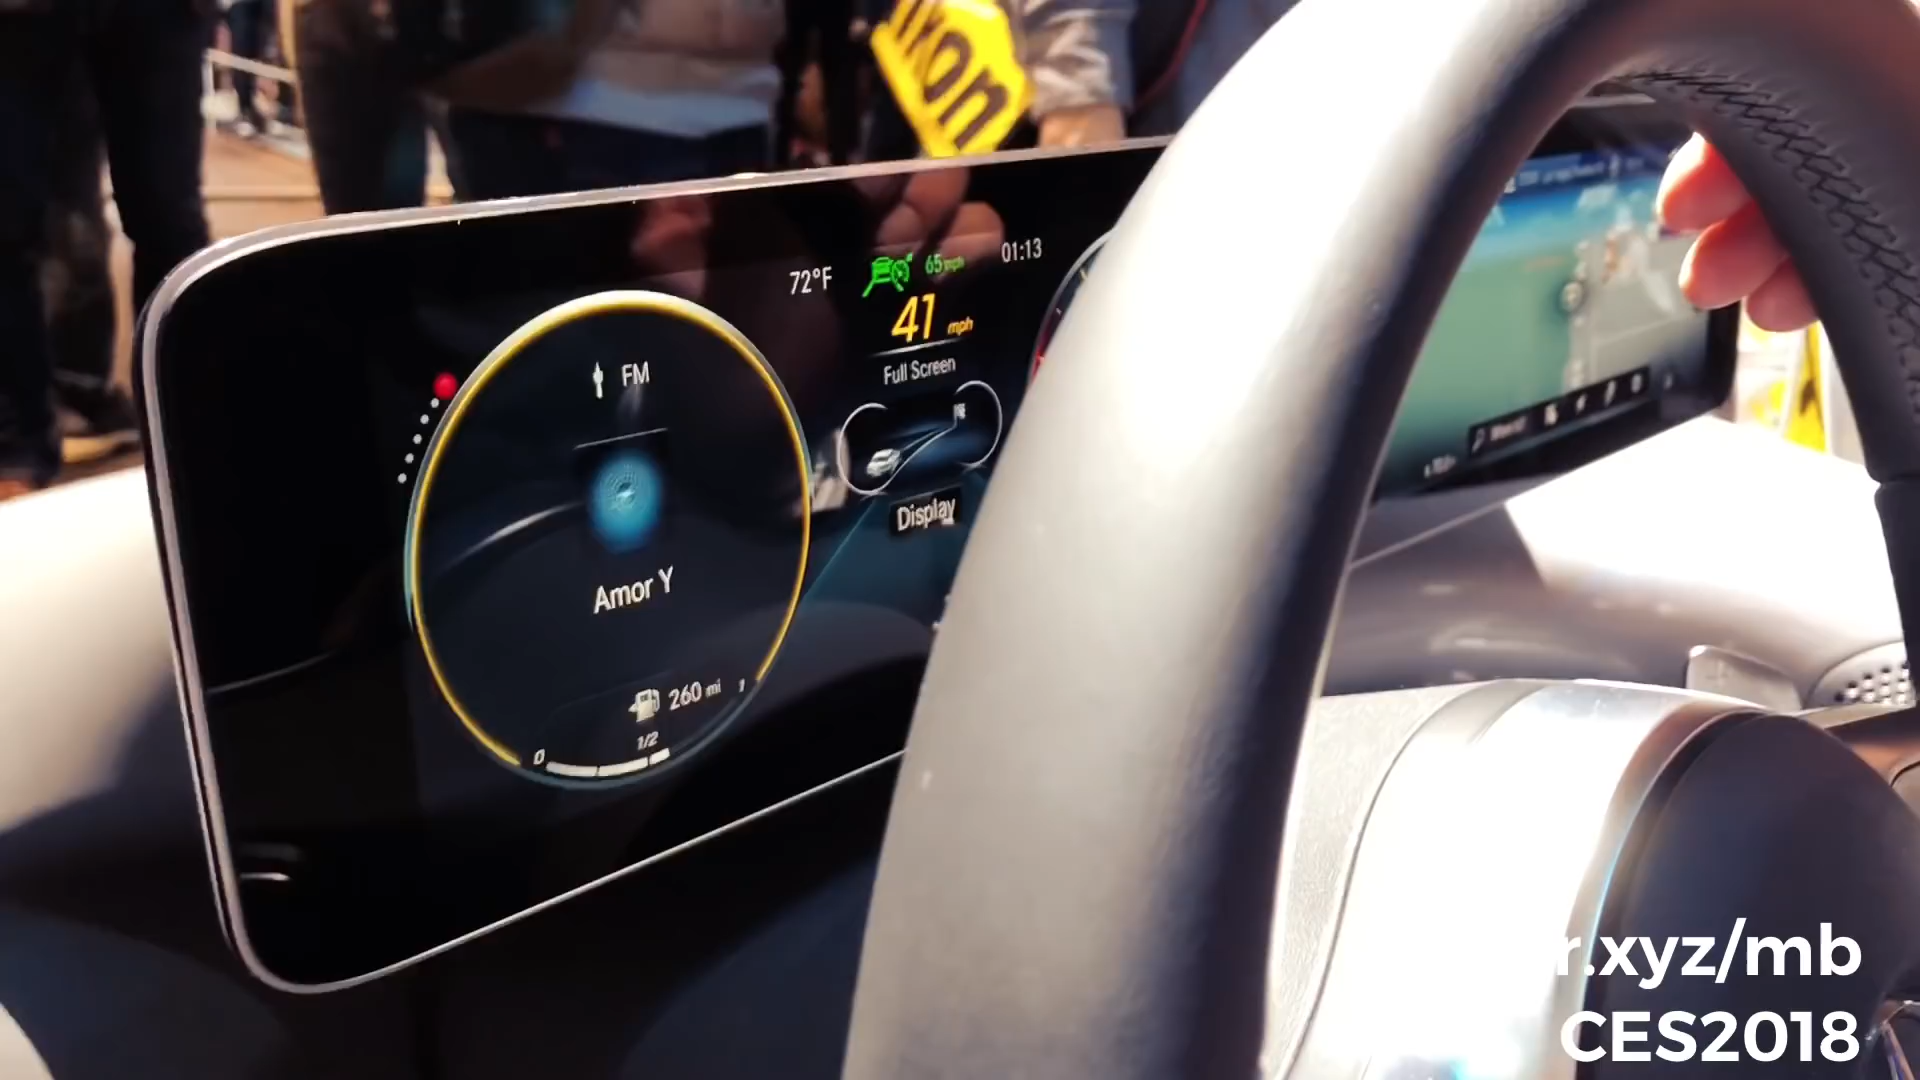 72°F
65 mph
01:13
41 mph
Full Screen
Display
FM
Amor Y
260 mi
0
1/2
1
r.xyz/mb
CES2018